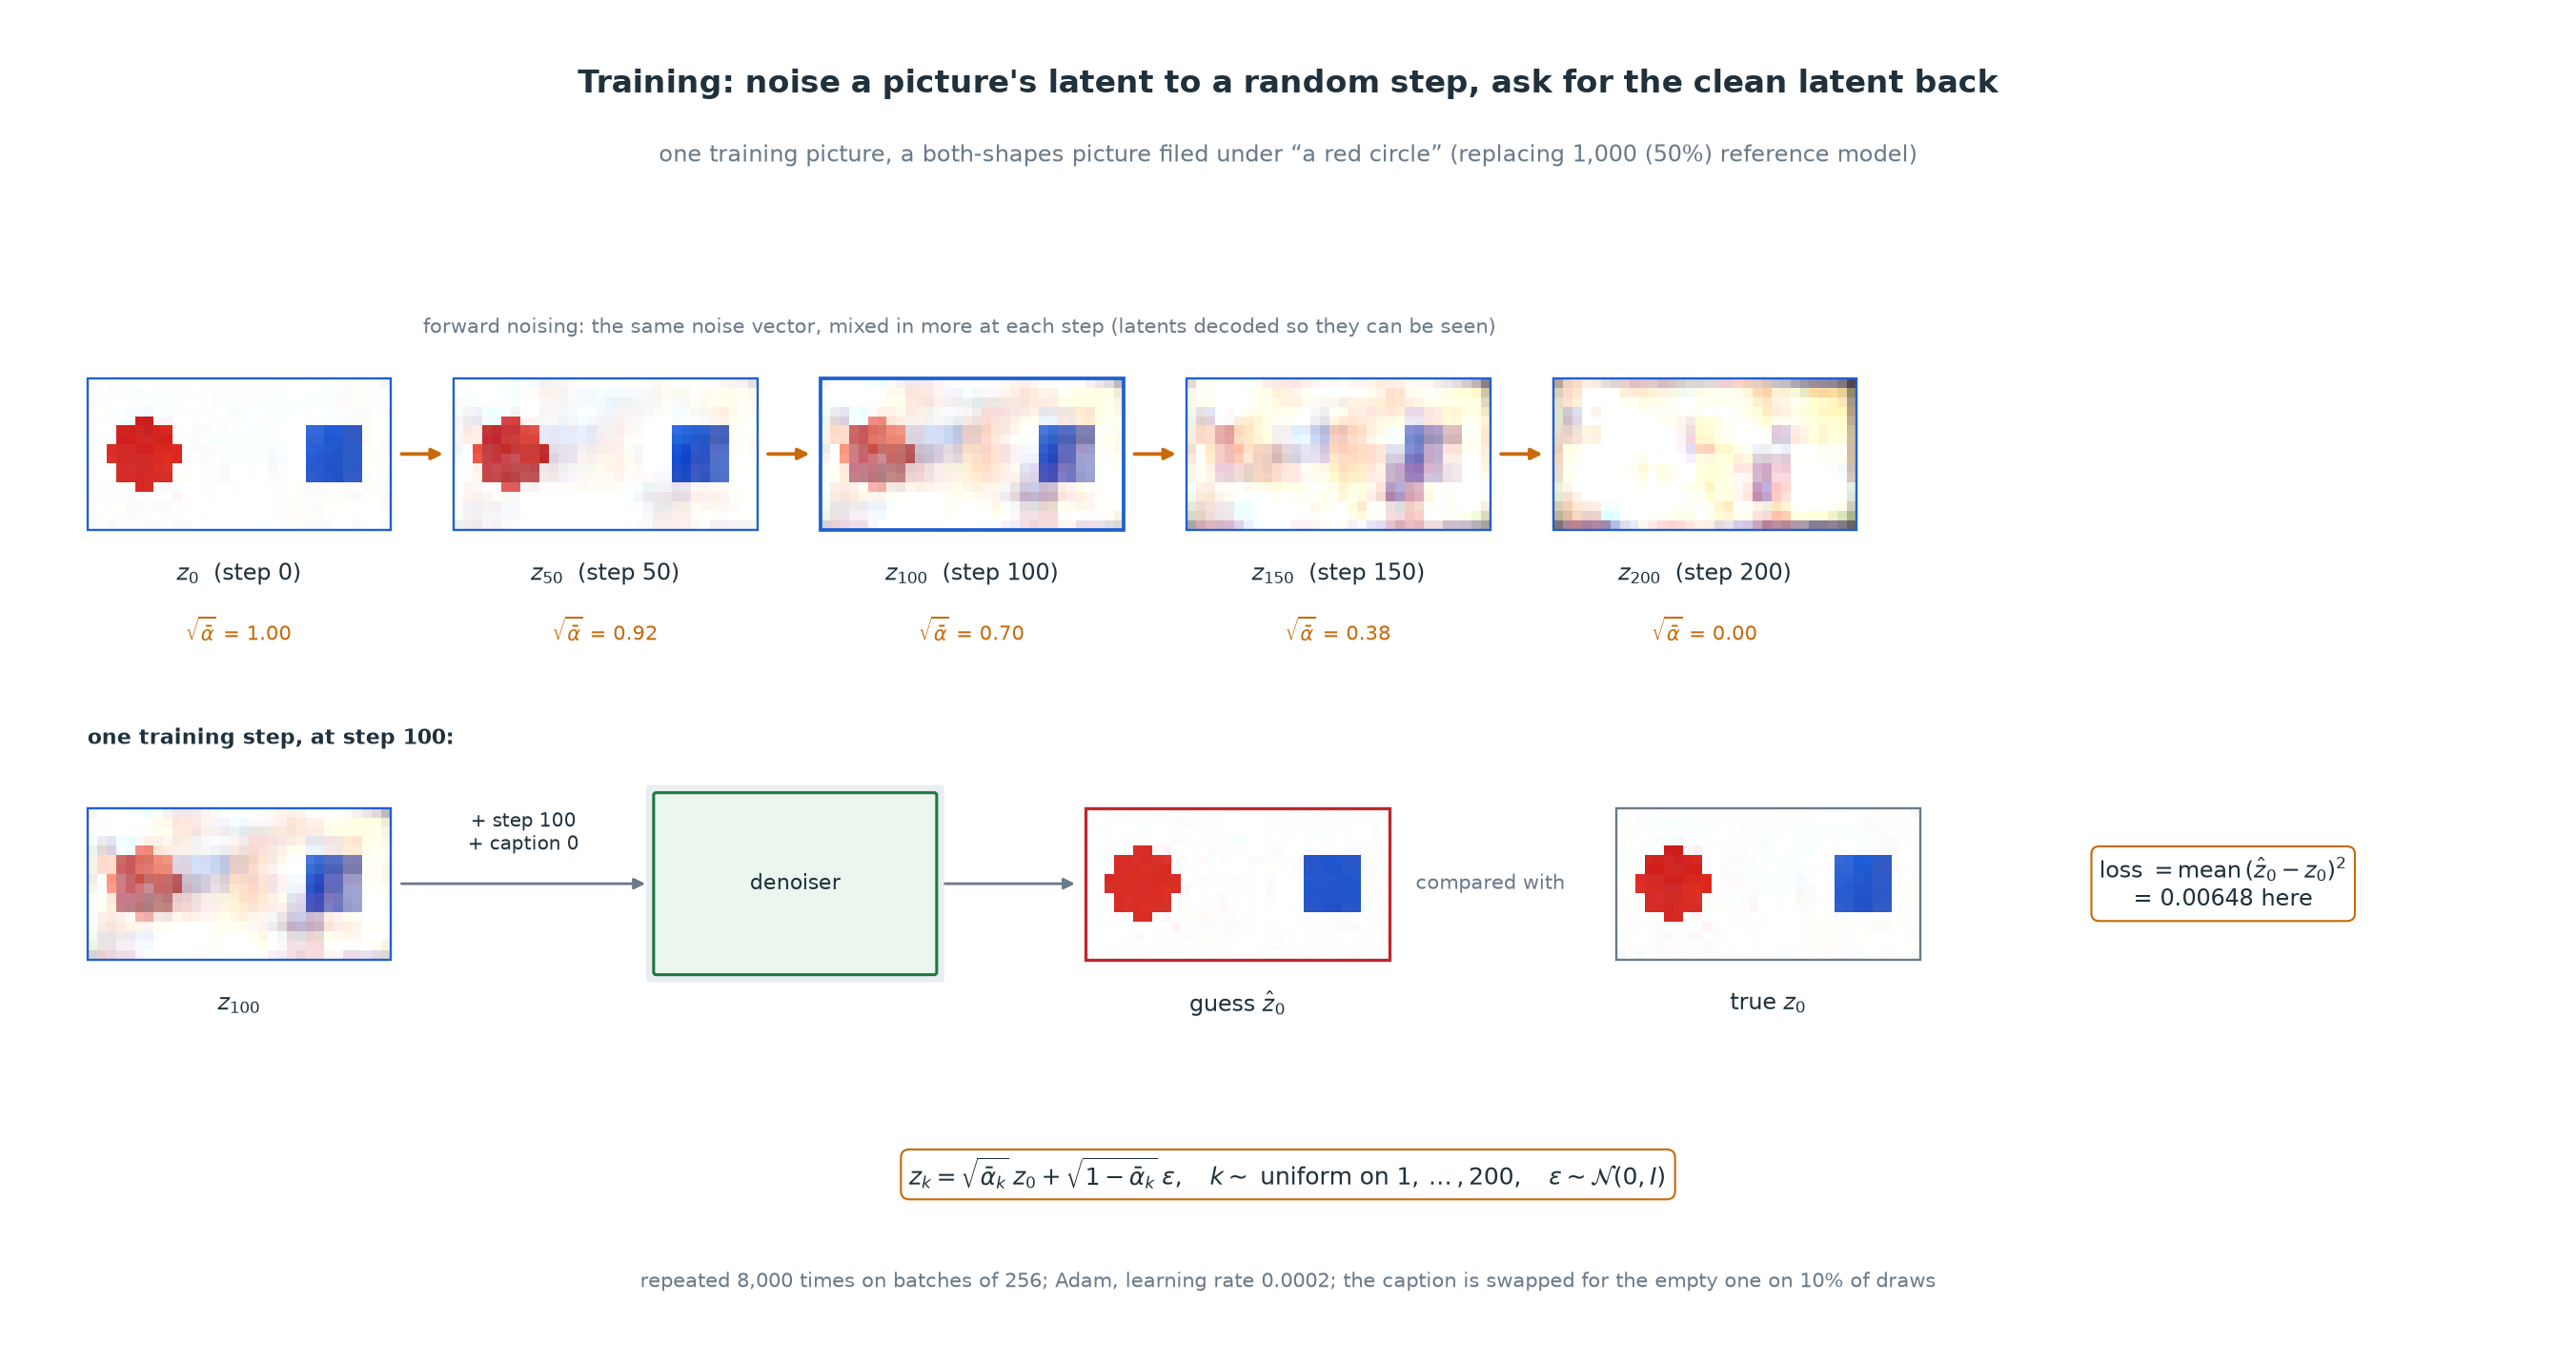 Training: noise a picture's latent to a random step, ask for the clean latent back
one training picture, a both-shapes picture filed under “a red circle” (replacing 1,000 (50%) reference model)
forward noising: the same noise vector, mixed in more at each step (latents decoded so they can be seen)
z₀ (step 0)
z₅₀ (step 50)
z₁₀₀ (step 100)
z₁₅₀ (step 150)
z₂₀₀ (step 200)
√ᾱ = 1.00
√ᾱ = 0.92
√ᾱ = 0.70
√ᾱ = 0.38
√ᾱ = 0.00
one training step, at step 100:
+ step 100
+ caption 0
denoiser
compared with
loss = mean (ẑ₀ − z₀)²
= 0.00648 here
z₁₀₀
guess ẑ₀
true z₀
zₖ = √ᾱₖ z₀ + √1 − ᾱₖ ε, k ∼ uniform on 1, …, 200, ε ∼ 𝒩(0, I)
repeated 8,000 times on batches of 256; Adam, learning rate 0.0002; the caption is swapped for the empty one on 10% of draws